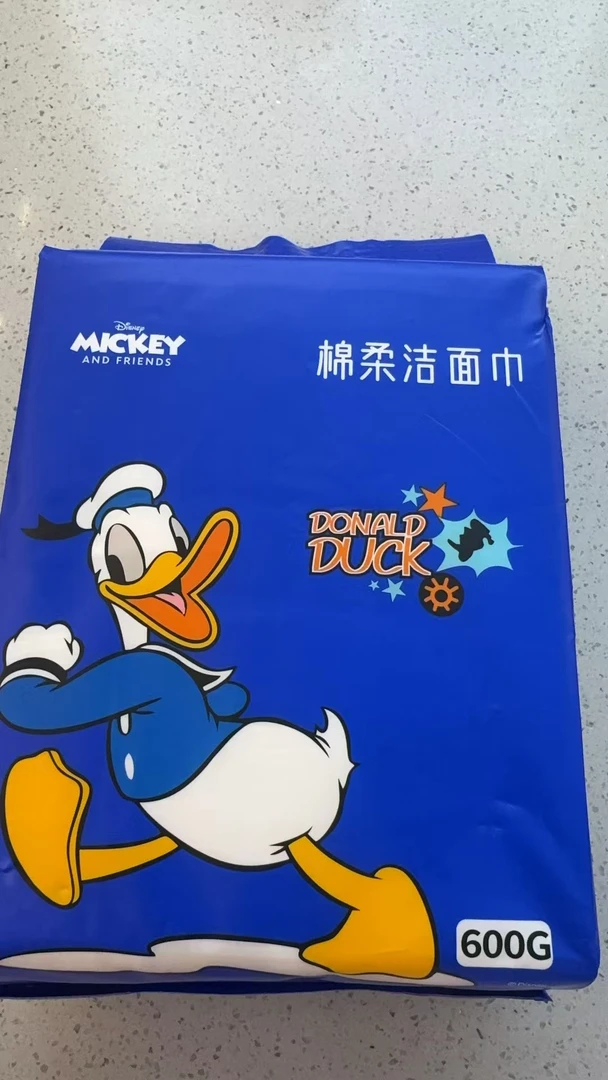 Disney
MICKEY
AND FRIENDS
棉柔洁面巾
DONALD
DUCK
600G